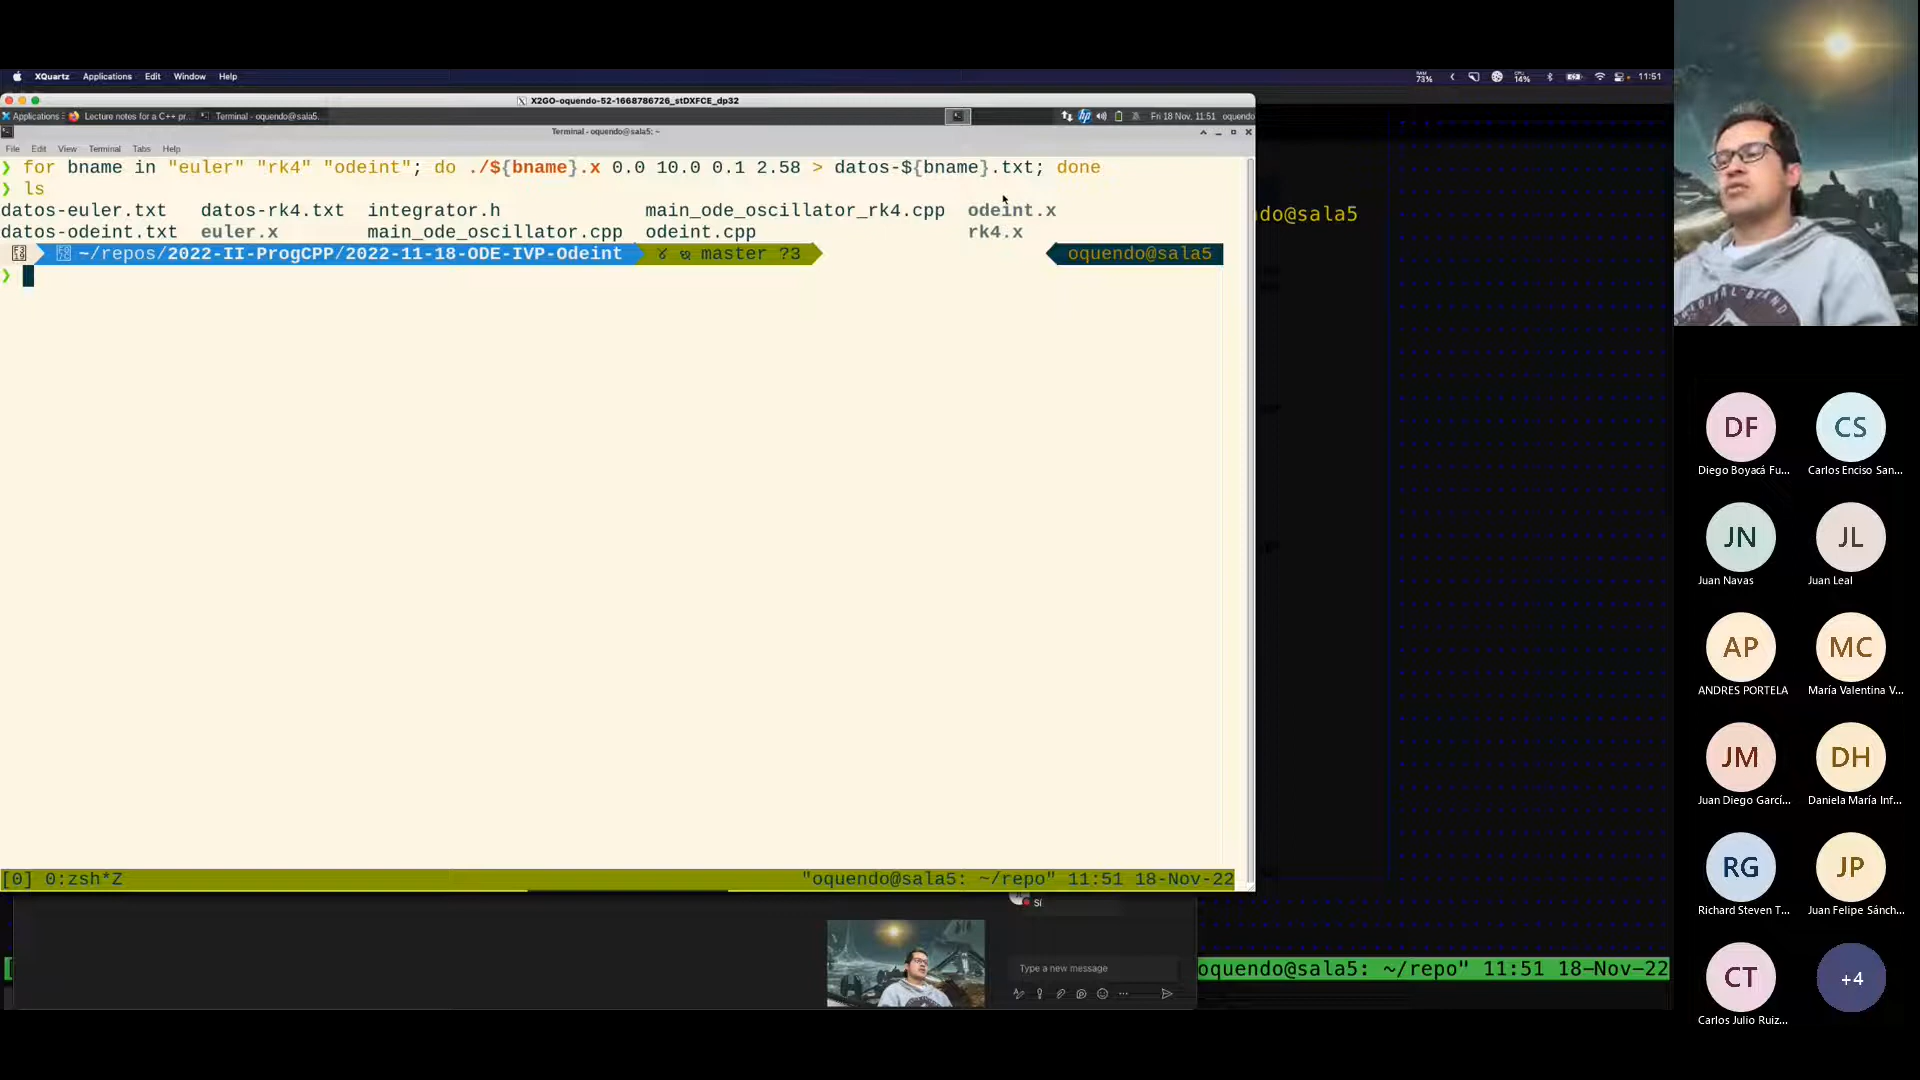 XQuartz Applications Edit Window Help
73% 14% 11:51
X2GO-oquendo-52-1668786726_stDXFCE_dp32
Applications Lecture notes for a C++ pr... Terminal - oquendo@sala5... Fri 18 Nov, 11:51 oquendo
Terminal - oquendo@sala5: ~
File Edit View Terminal Tabs Help
❯ for bname in "euler" "rk4" "odeint"; do ./${bname}.x 0.0 10.0 0.1 2.58 > datos-${bname}.txt; done
❯ ls
datos-euler.txt datos-rk4.txt integrator.h main_ode_oscillator_rk4.cpp odeint.x
datos-odeint.txt euler.x main_ode_oscillator.cpp odeint.cpp rk4.x
~/repos/2022-II-ProgCPP/2022-11-18-ODE-IVP-Odeint master ?3 oquendo@sala5
❯
[0] 0:zsh*Z "oquendo@sala5: ~/repo" 11:51 18-Nov-22
do@sala5
Sí
Type a new message
oquendo@sala5: ~/repo" 11:51 18-Nov-22
DF CS
Diego Boyacá Fu... Carlos Enciso San...
JN JL
Juan Navas Juan Leal
AP MC
ANDRES PORTELA María Valentina V...
JM DH
Juan Diego Garcí... Daniela María Inf...
RG JP
Richard Steven T... Juan Felipe Sánch...
CT +4
Carlos Julio Ruiz...